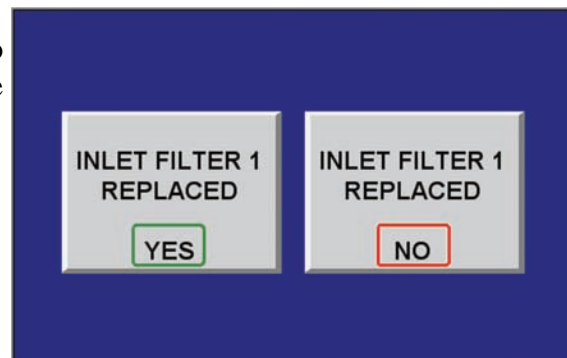 INLET FILTER 1
REPLACED
YES
INLET FILTER 1
REPLACED
NO